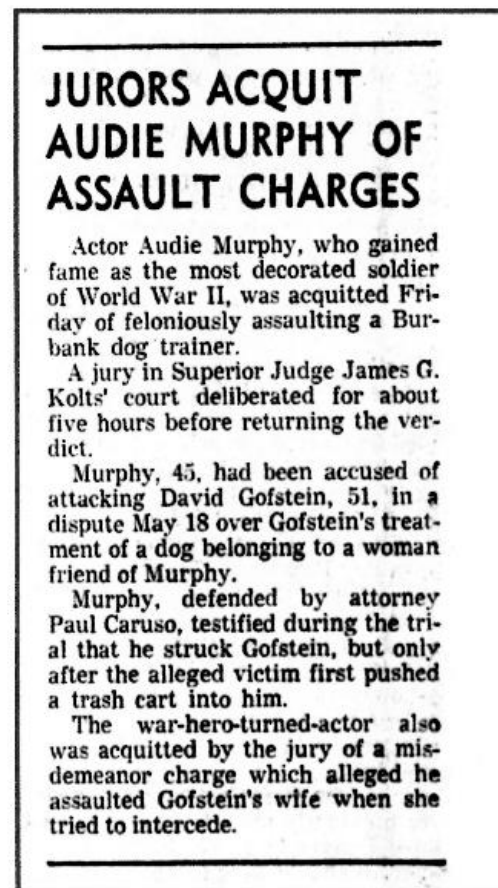 JURORS ACQUIT
AUDIE MURPHY OF
ASSAULT CHARGES
Actor Audie Murphy, who gained
fame as the most decorated soldier
of World War II, was acquitted Fri-
day of feloniously assaulting a Bur-
bank dog trainer.
A jury in Superior Judge James G.
Kolts' court deliberated for about
five hours before returning the ver-
dict.
Murphy, 45, had been accused of
attacking David Gofstein, 51, in a
dispute May 18 over Gofstein's treat-
ment of a dog belonging to a woman
friend of Murphy.
Murphy, defended by attorney
Paul Caruso, testified during the tri-
al that he struck Gofstein, but only
after the alleged victim first pushed
a trash cart into him.
The war-hero-turned-actor also
was acquitted by the jury of a mis-
demeanor charge which alleged he
assaulted Gofstein's wife when she
tried to intercede.